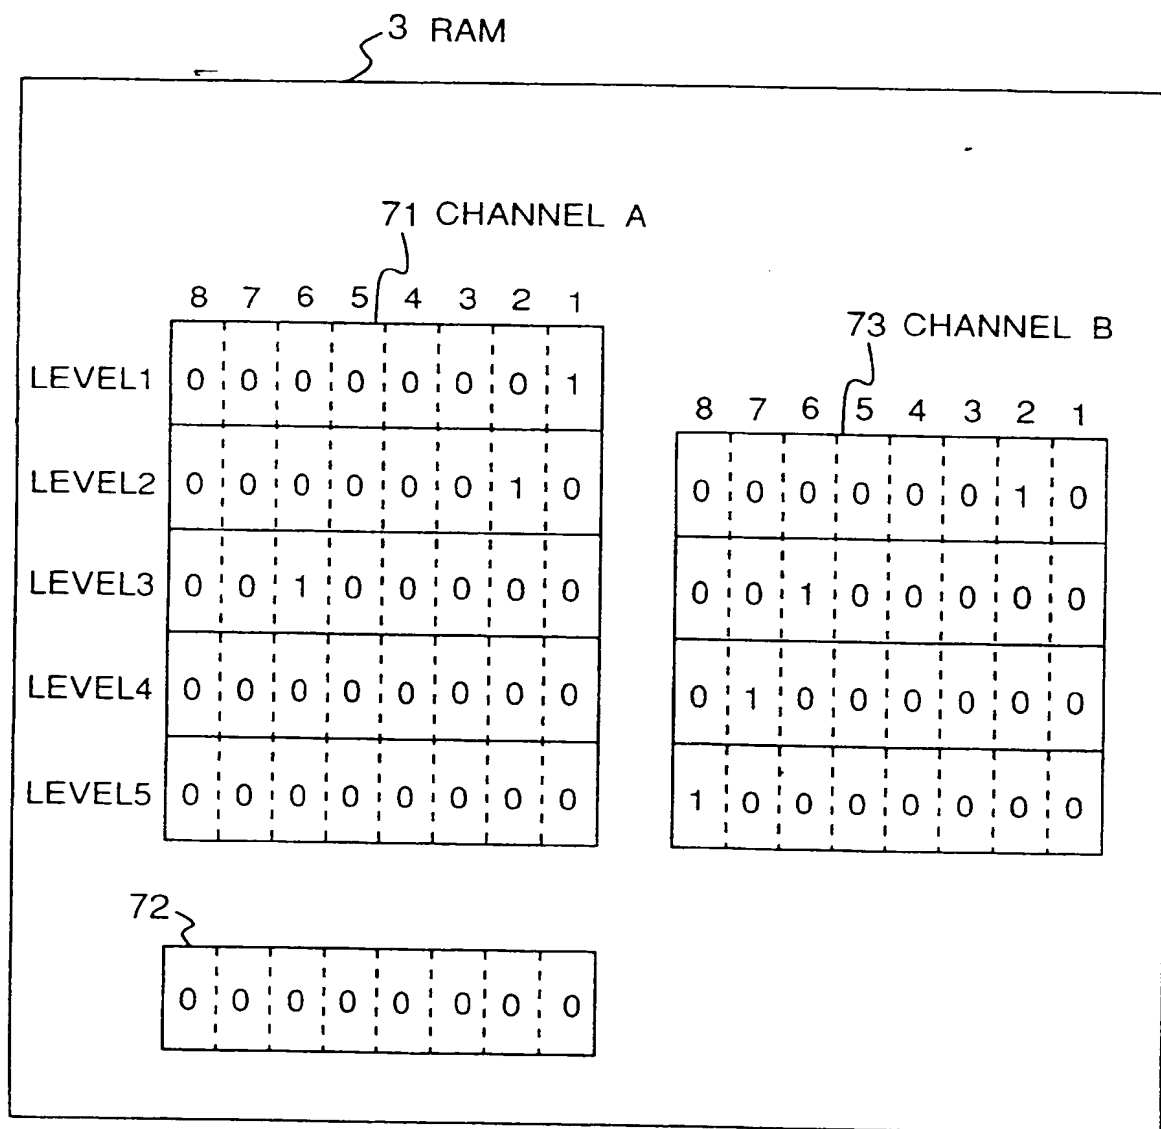 3 RAM
71 CHANNEL A
8 7 6 5 4 3 2 1
LEVEL1 0 0 0 0 0 0 0 1
LEVEL2 0 0 0 0 0 0 1 0
LEVEL3 0 0 1 0 0 0 0 0
LEVEL4 0 0 0 0 0 0 0 0
LEVEL5 0 0 0 0 0 0 0 0
73 CHANNEL B
8 7 6 5 4 3 2 1
0 0 0 0 0 0 1 0
0 0 1 0 0 0 0 0
0 1 0 0 0 0 0 0
1 0 0 0 0 0 0 0
72
0 0 0 0 0 0 0 0